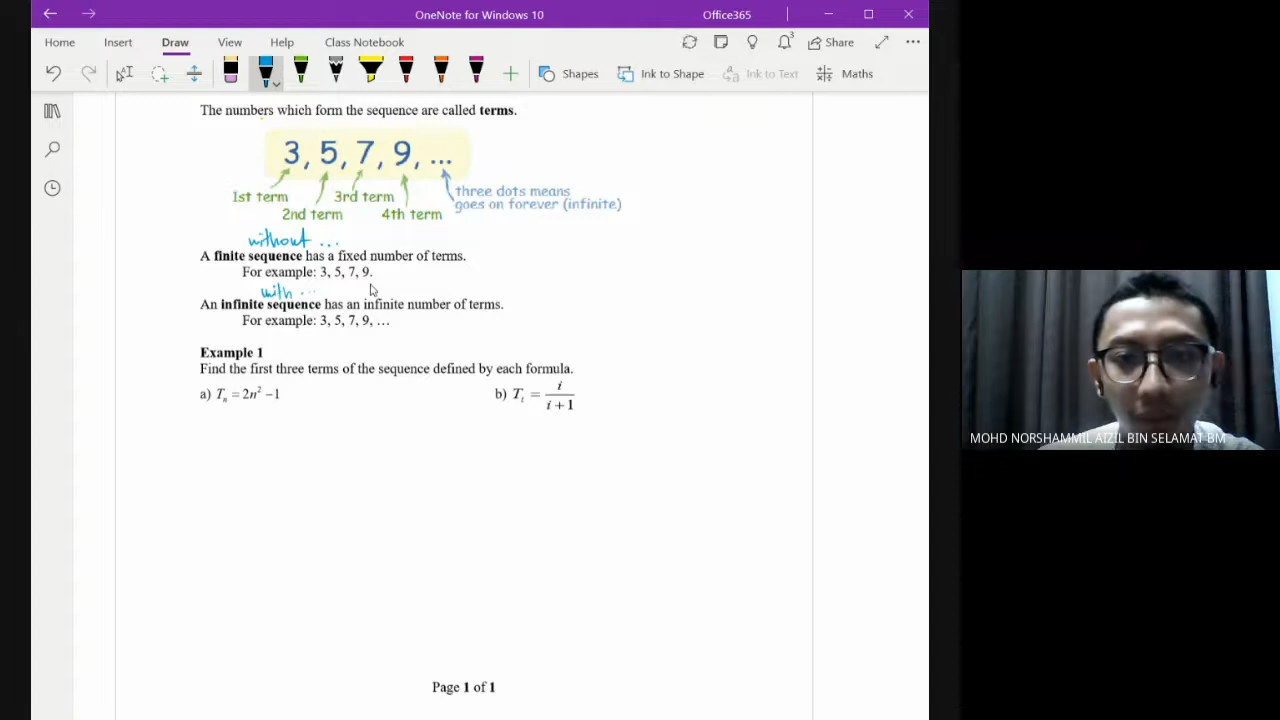 OneNote for Windows 10
Office365
Home Insert Draw View Help Class Notebook
3
Share
Shapes Ink to Shape Ink to Text Maths
The numbers which form the sequence are called terms.
3, 5, 7, 9, ...
1st term
2nd term
3rd term
4th term
three dots means
goes on forever (infinite)
without ...
A finite sequence has a fixed number of terms.
For example: 3, 5, 7, 9.
with ...
An infinite sequence has an infinite number of terms.
For example: 3, 5, 7, 9, …
Example 1
Find the first three terms of the sequence defined by each formula.
a) Tₙ = 2n² −1
b) Tᵢ = i / i+1
MOHD NORSHAMMIL AIZIL BIN SELAMAT BM
Page 1 of 1